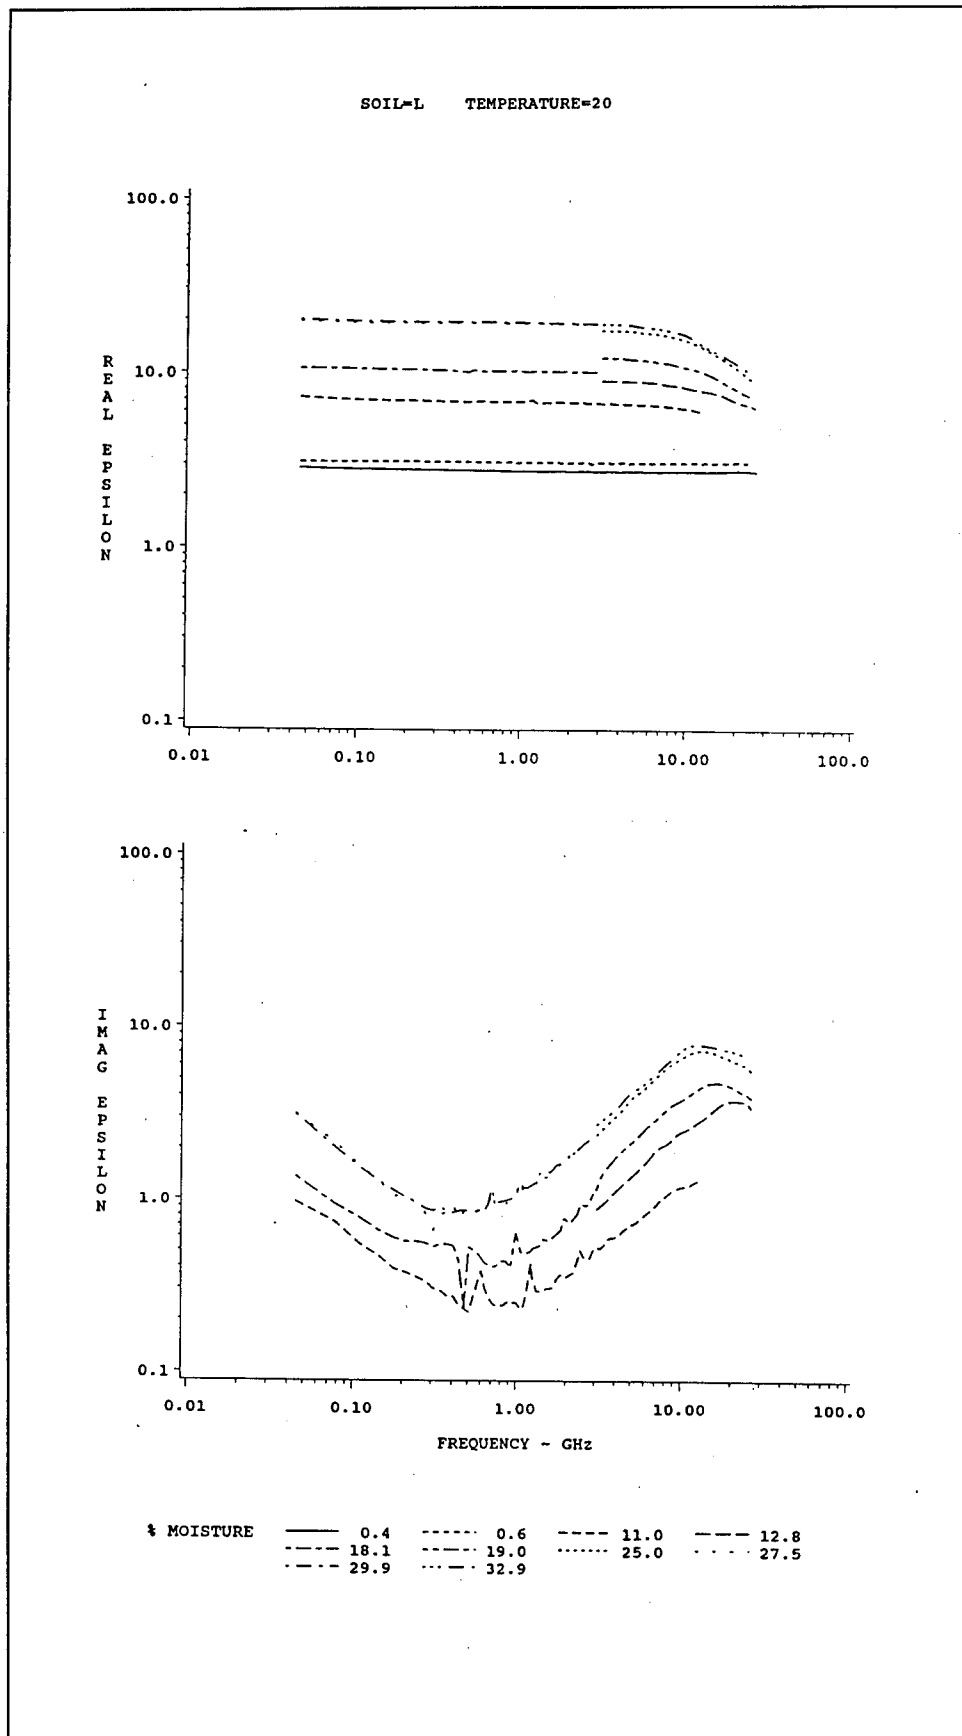 SOIL=L TEMPERATURE=20
100.0
10.0
1.0
0.1
REAL EPSILON
0.01 0.10 1.00 10.00 100.0
100.0
10.0
1.0
0.1
IMAG EPSILON
0.01 0.10 1.00 10.00 100.0
FREQUENCY ~ GHz
% MOISTURE 0.4 0.6 11.0 12.8
18.1 19.0 25.0 27.5
29.9 32.9